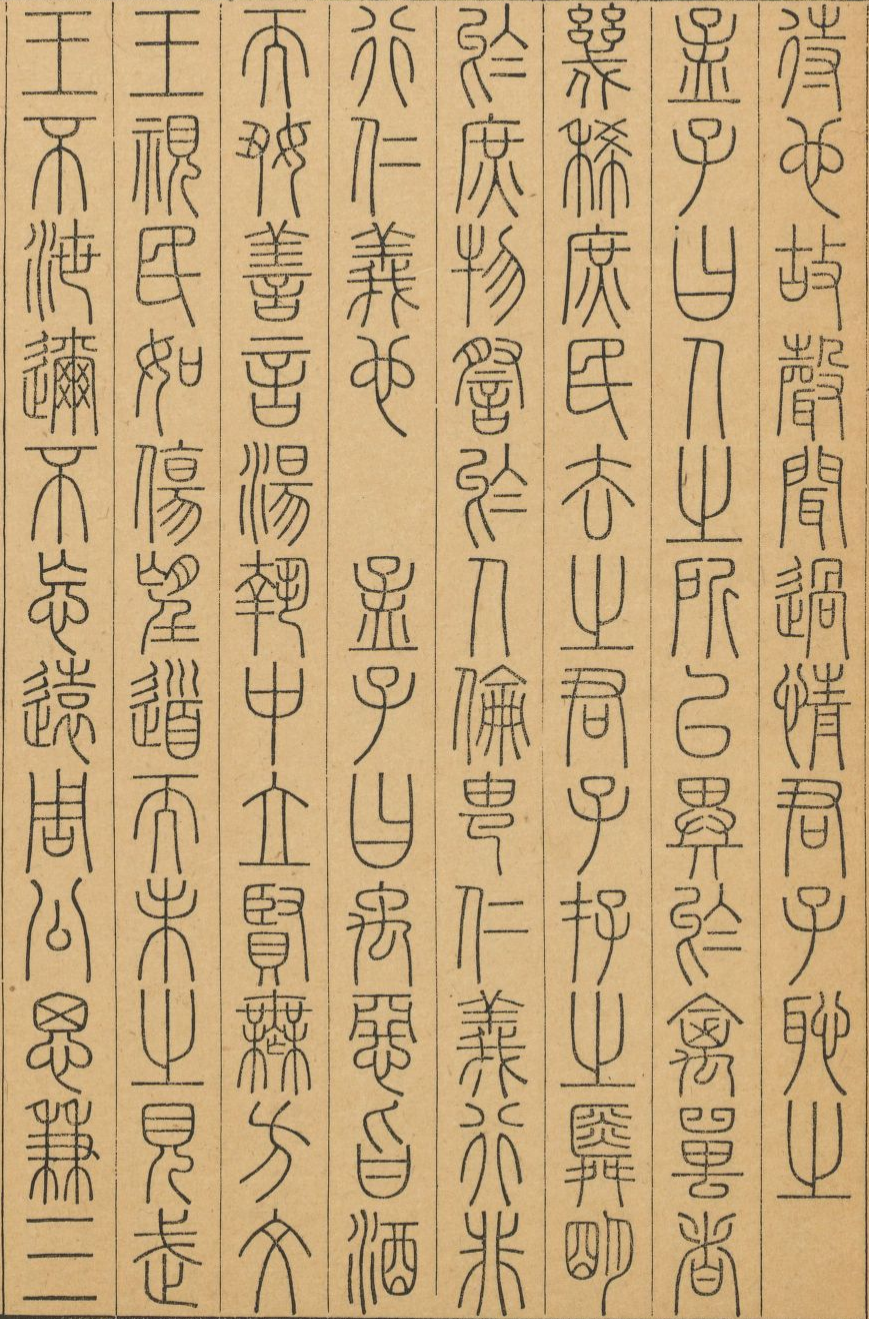 待也故聲聞過情君子恥之
孟子曰人之所以異於禽嘼者
幾稀庶民去之君子存之舜明
於庶物詧於人倫由仁義行非
行仁義也　孟子曰禹惡旨酒
而好善言湯執中立賢無方文
王視民如傷望道而未之見武
王不泄邇不忘遠周公思兼三